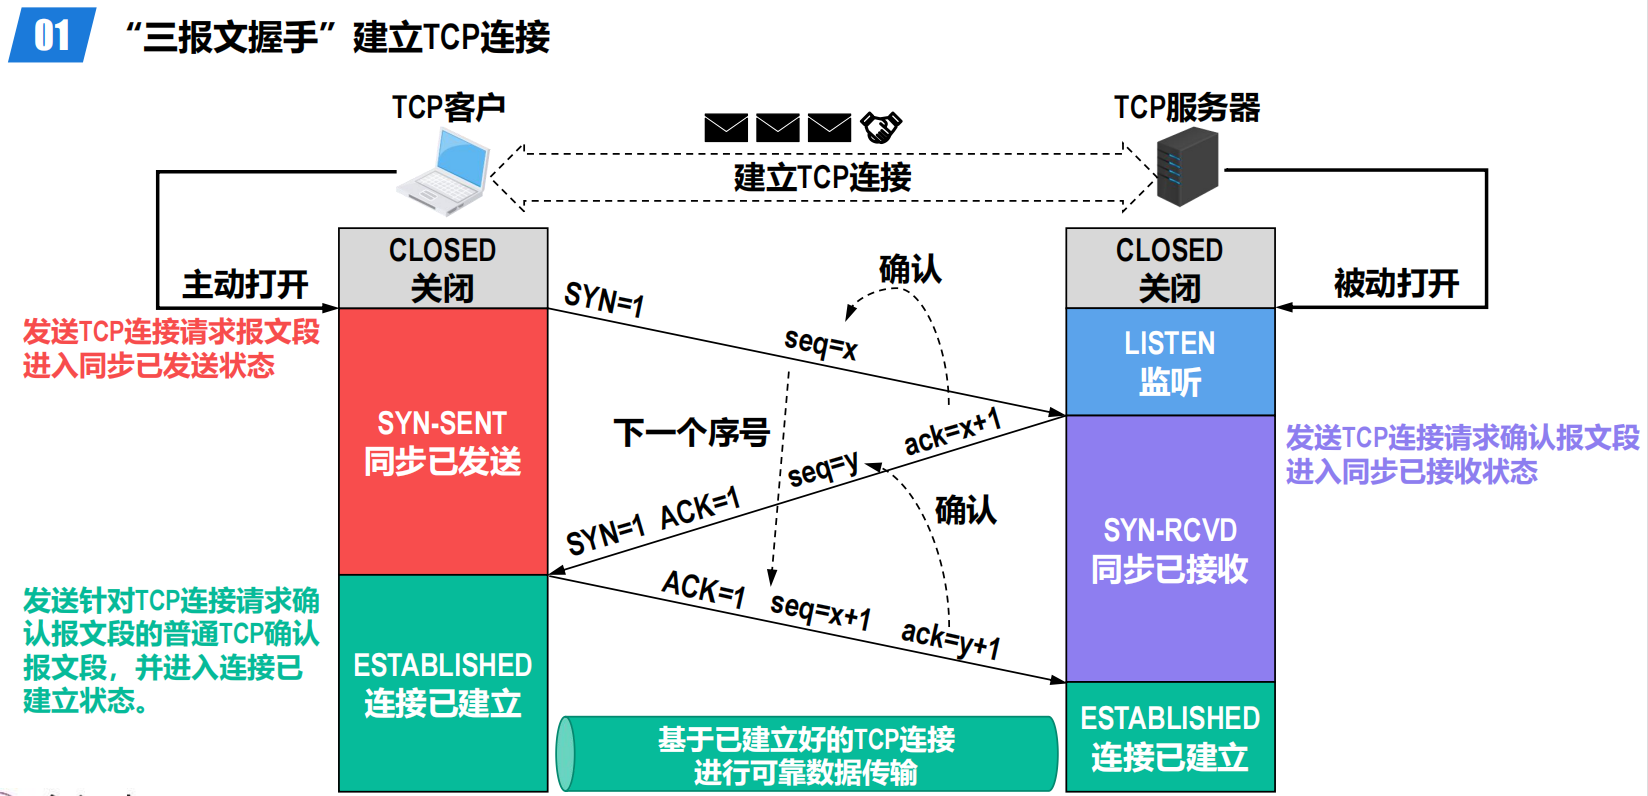 01
“三报文握手”建立TCP连接
TCP客户
TCP服务器
建立TCP连接
CLOSED
关闭
主动打开
CLOSED
关闭
被动打开
发送TCP连接请求报文段
进入同步已发送状态
SYN=1
seq=x
确认
LISTEN
监听
SYN-SENT
同步已发送
下一个序号
SYN=1
ACK=1
seq=y
ack=x+1
确认
发送TCP连接请求确认报文段
进入同步已接收状态
SYN-RCVD
同步已接收
发送针对TCP连接请求确
认报文段的普通TCP确认
报文段，并进入连接已
建立状态。
ACK=1
seq=x+1
ack=y+1
ESTABLISHED
连接已建立
ESTABLISHED
连接已建立
基于已建立好的TCP连接
进行可靠数据传输